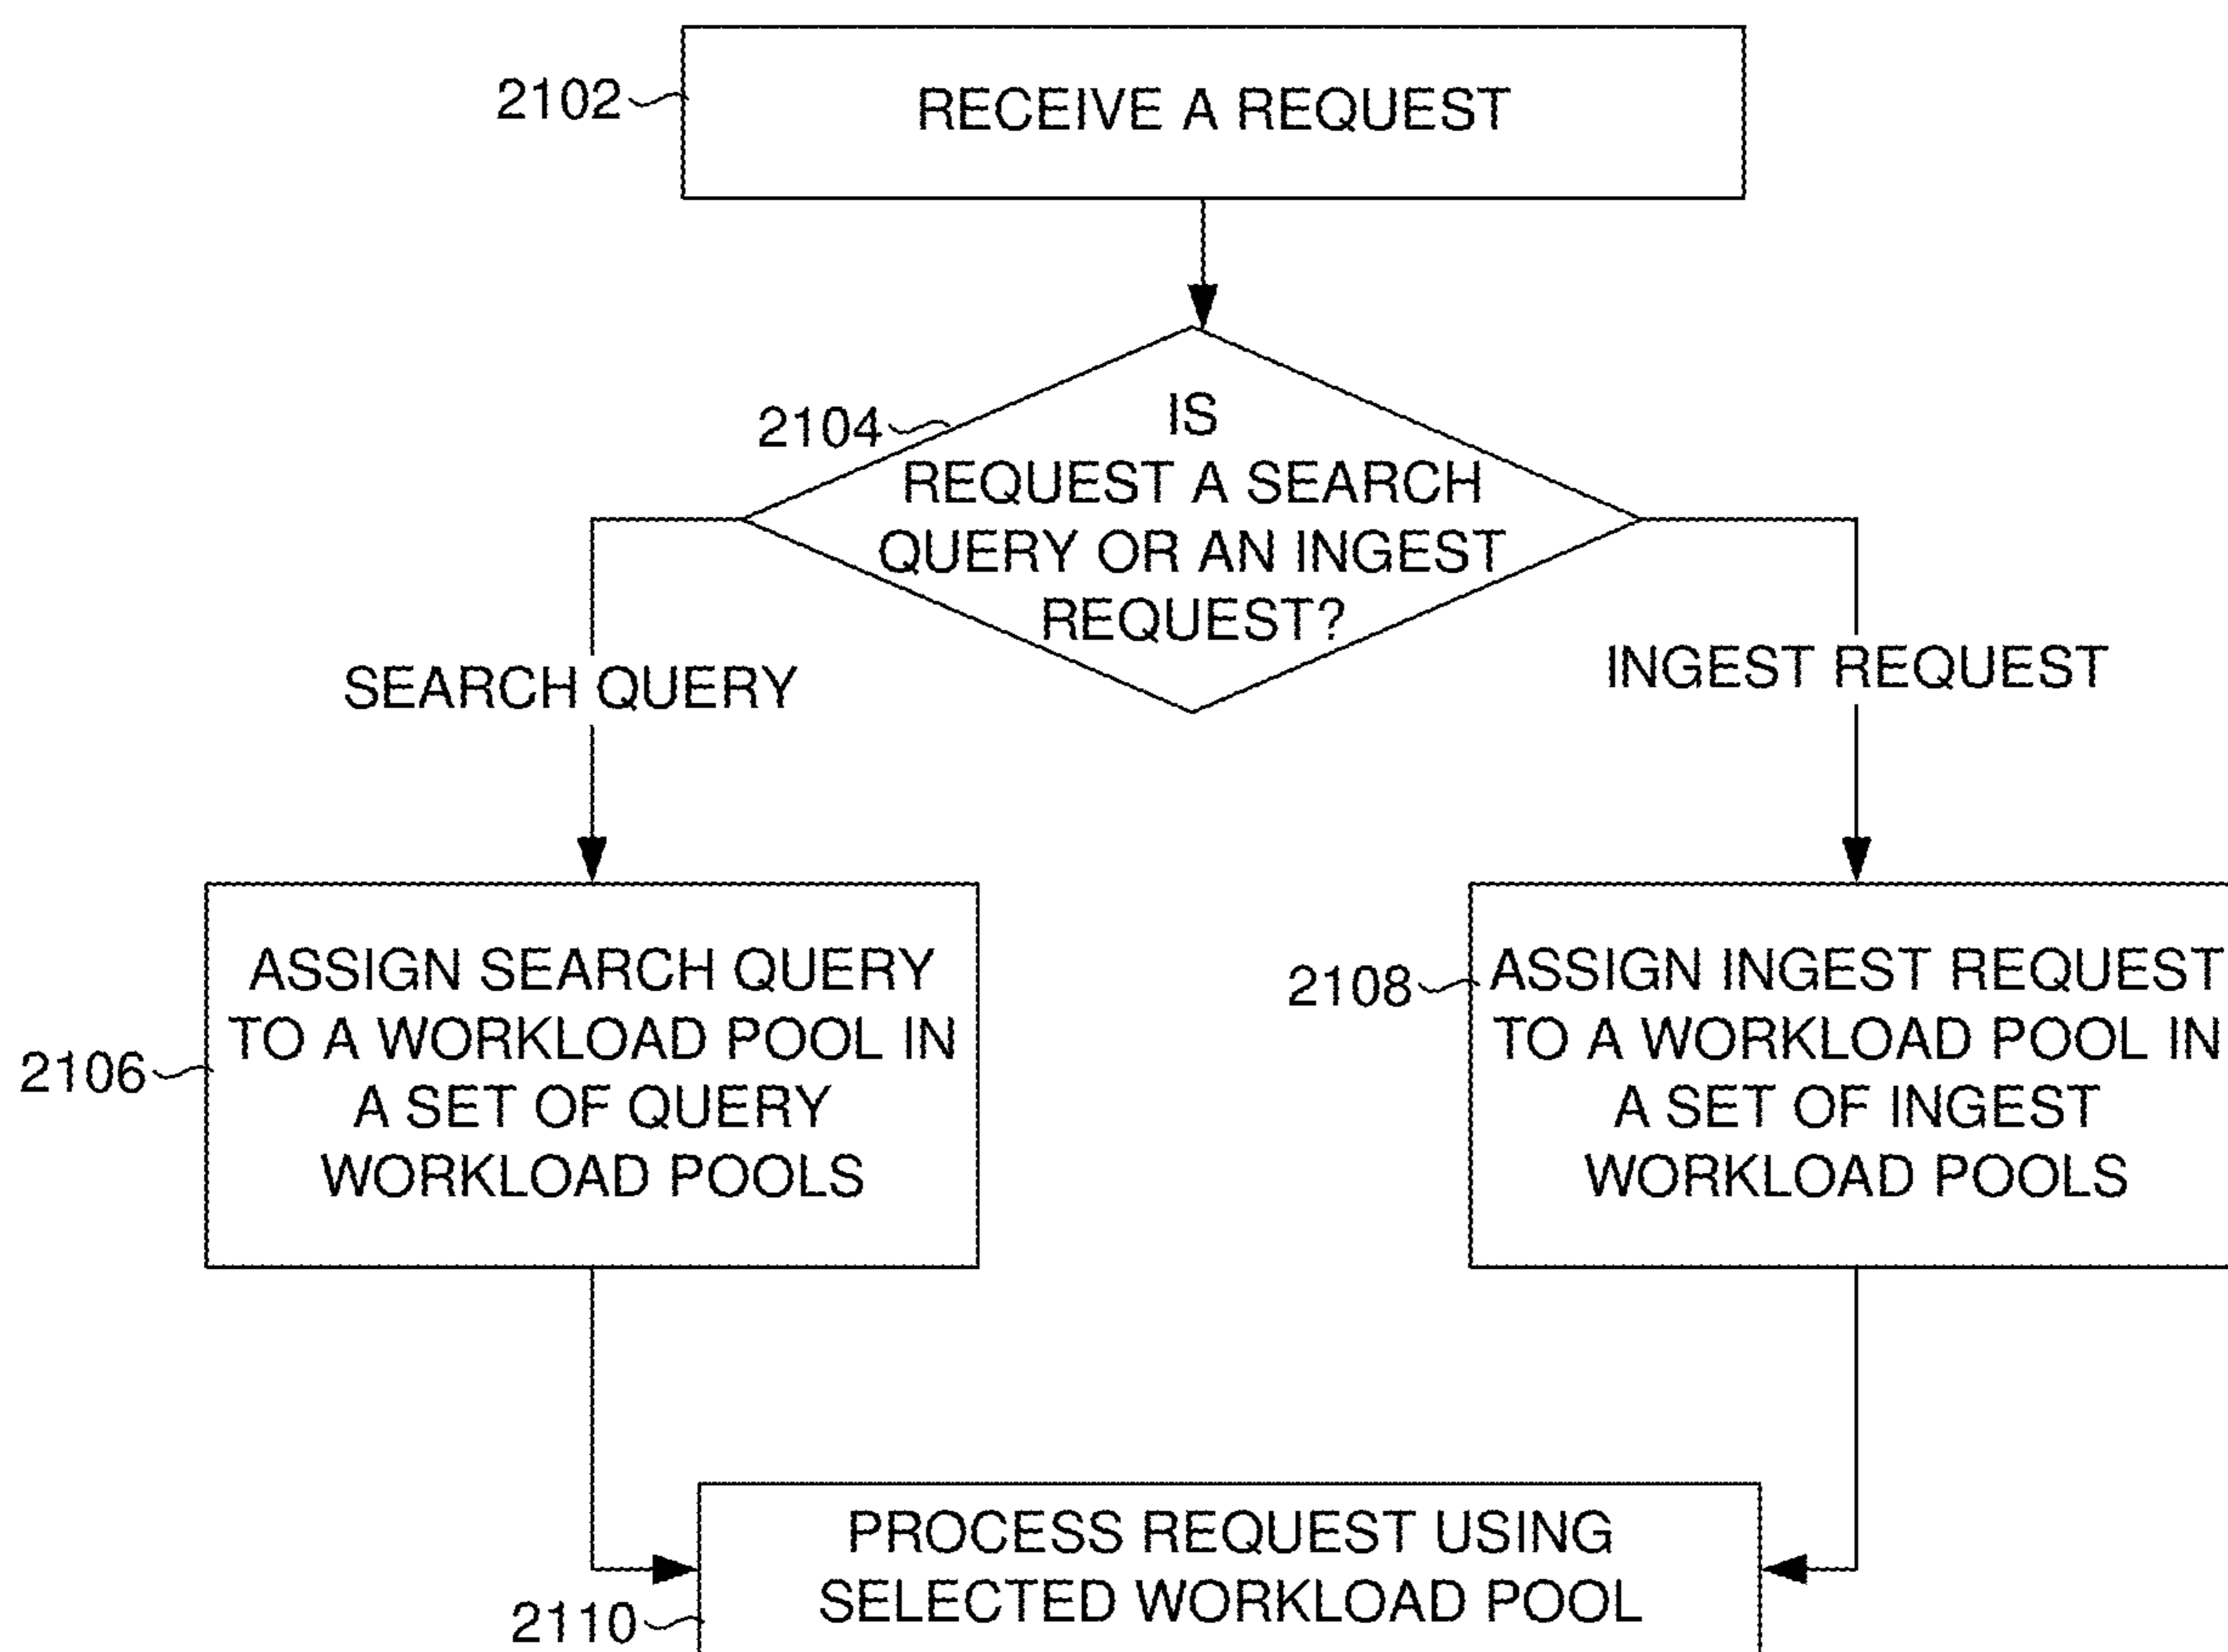 2102
RECEIVE A REQUEST
2104
IS
REQUEST A SEARCH
QUERY OR AN INGEST
REQUEST?
SEARCH QUERY
INGEST REQUEST
2106
ASSIGN SEARCH QUERY
TO A WORKLOAD POOL IN
A SET OF QUERY
WORKLOAD POOLS
2108
ASSIGN INGEST REQUEST
TO A WORKLOAD POOL IN
A SET OF INGEST
WORKLOAD POOLS
PROCESS REQUEST USING
SELECTED WORKLOAD POOL
2110